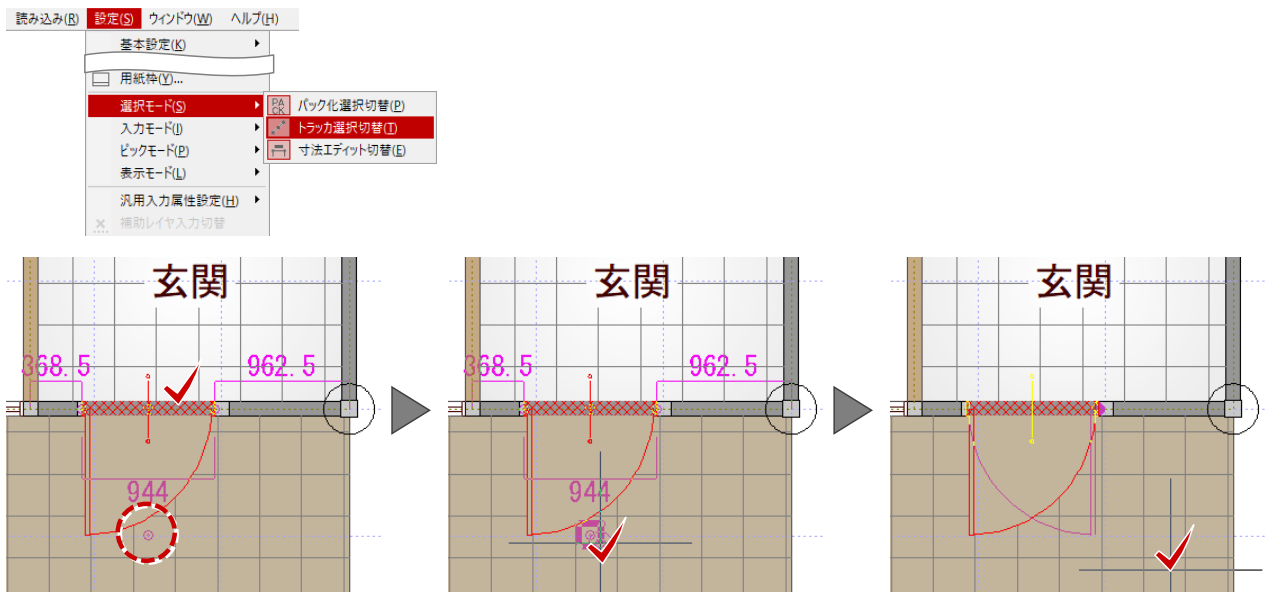 読み込み(R) 設定(S) ウィンドウ(W) ヘルプ(H)
基本設定(K)
用紙枠(Y)...
選択モード(S)
入力モード(I)
ピックモード(P)
表示モード(L)
汎用入力属性設定(H)
補助レイヤ入力切替
PA
CK
パック化選択切替(P)
トラッカ選択切替(T)
寸法エディット切替(E)
玄関
368.5
962.5
944
玄関
368.5
962.5
944
玄関